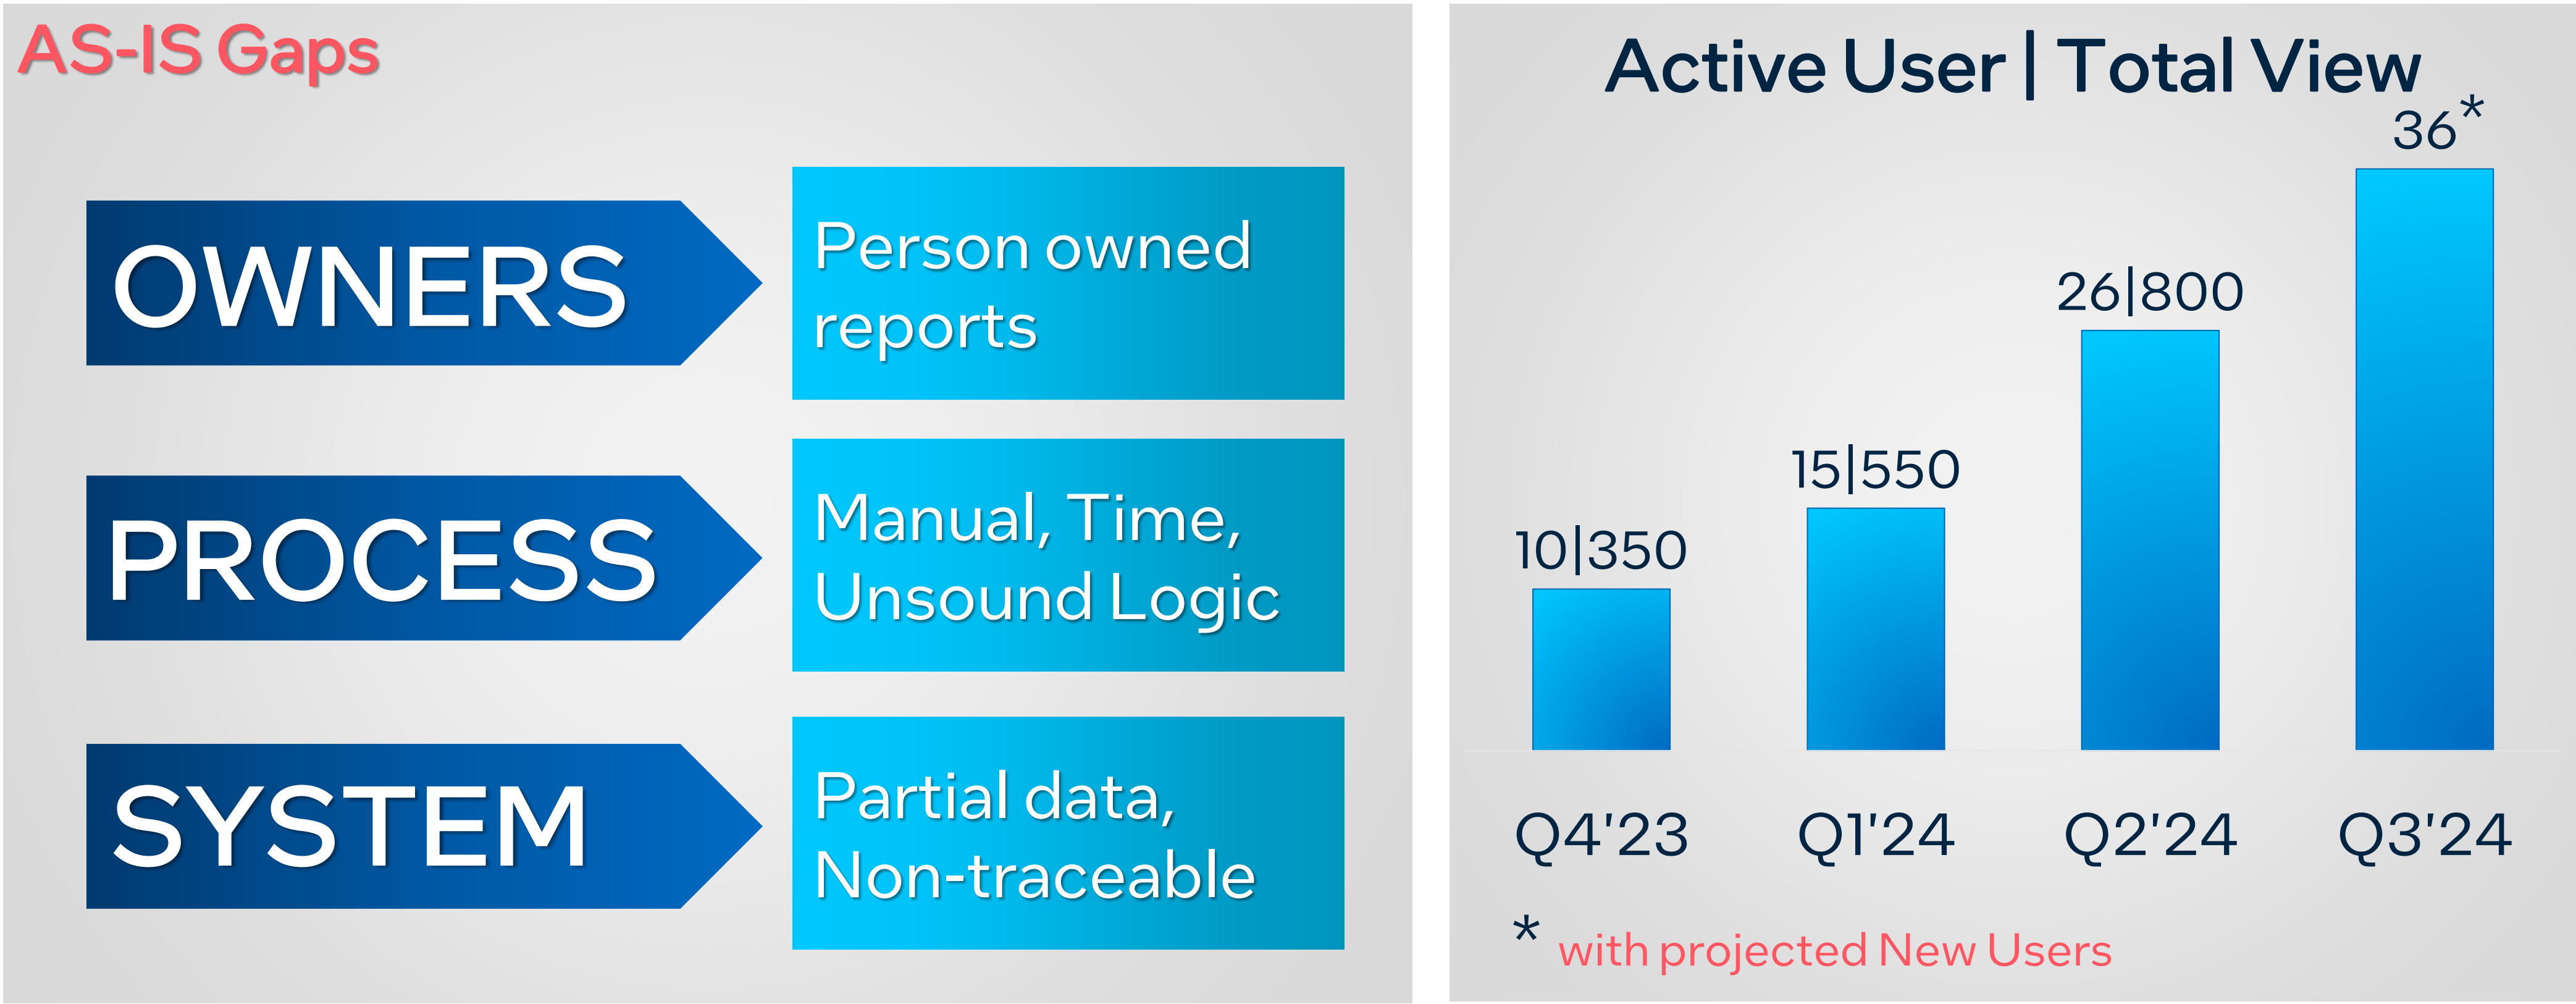 AS-IS Gaps
OWNERS
Person owned
reports
PROCESS
Manual, Time,
Unsound Logic
SYSTEM
Partial data,
Non-traceable
Active User | Total View
10|350
15|550
26|800
36*
Q4'23
Q1'24
Q2'24
Q3'24
* with projected New Users